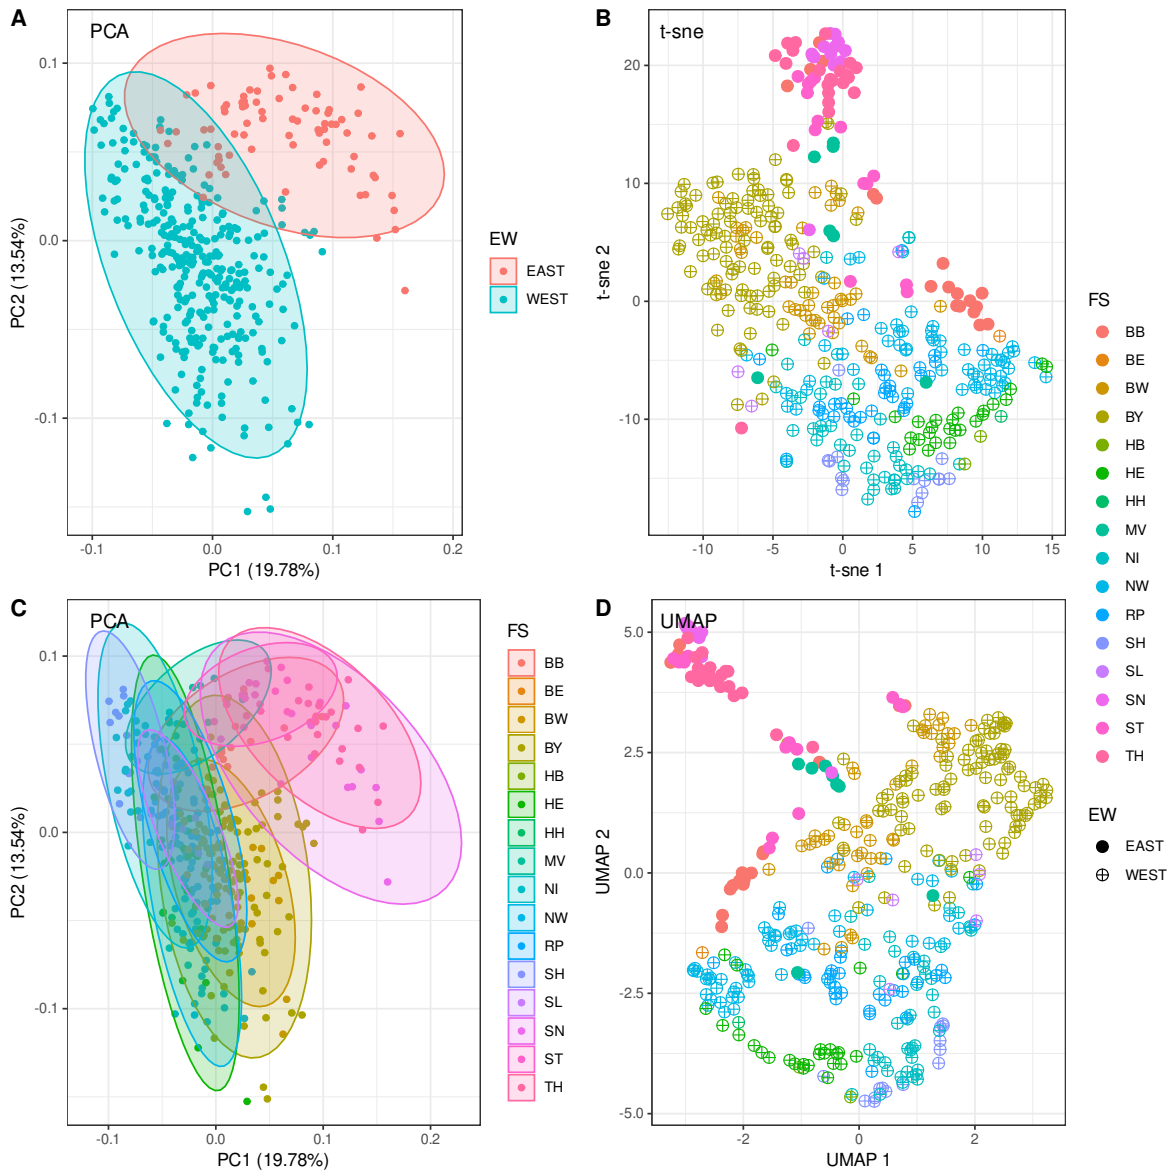 A
PCA
0.1
0.0
-0.1
PC2 (13.54%)
-0.1
0.0
0.1
0.2
PC1 (19.78%)
EW
EAST
WEST
B
t-sne
20
10
0
-10
t-sne 2
-10
-5
0
5
10
15
t-sne 1
FS
BB
BE
BW
BY
HB
HE
HH
MV
NI
NW
RP
SH
SL
SN
ST
TH
EW
EAST
WEST
C
PCA
0.1
0.0
-0.1
PC2 (13.54%)
-0.1
0.0
0.1
0.2
PC1 (19.78%)
FS
BB
BE
BW
BY
HB
HE
HH
MV
NI
NW
RP
SH
SL
SN
ST
TH
D
UMAP
5.0
2.5
0.0
-2.5
-5.0
UMAP 2
-2
0
2
UMAP 1